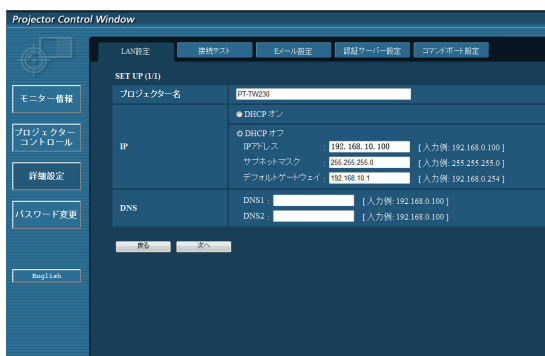 Projector Control Window
LAN設定 接続テスト Eメール設定 認証サーバー設定 コマンドポート設定
SET UP (1/1)
モニター情報
プロジェクター
コントロール
詳細設定
パスワード変更
English
プロジェクター名 PT-TW230
IP
DHCP オン
DHCP オフ
IPアドレス : 192. 168. 10. 100 [ 入力例: 192.168.0.100 ]
サブネットマスク : 255.255.255.0 [ 入力例: 255.255.255.0 ]
デフォルトゲートウェイ : 192.168.10.1 [ 入力例: 192.168.0.254 ]
DNS
DNS1 : [ 入力例: 192.168.0.100 ]
DNS2 : [ 入力例: 192.168.0.100 ]
戻る 次へ